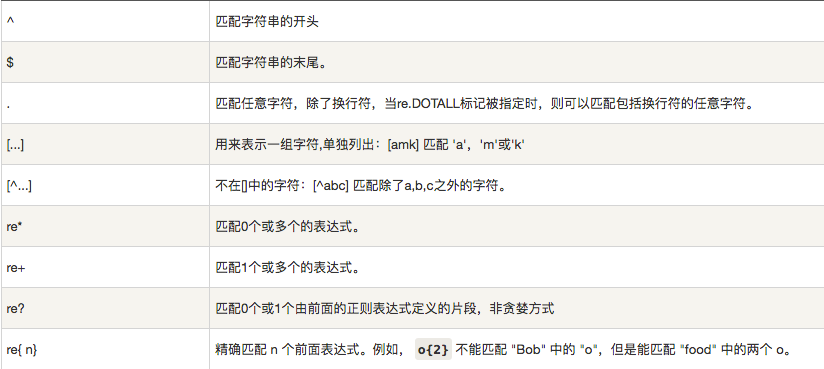 ^ 匹配字符串的开头
$ 匹配字符串的末尾。
. 匹配任意字符，除了换行符，当re.DOTALL标记被指定时，则可以匹配包括换行符的任意字符。
[...] 用来表示一组字符,单独列出：[amk] 匹配 'a'，'m'或'k'
[^...] 不在[]中的字符：[^abc] 匹配除了a,b,c之外的字符。
re* 匹配0个或多个的表达式。
re+ 匹配1个或多个的表达式。
re? 匹配0个或1个由前面的正则表达式定义的片段，非贪婪方式
re{ n} 精确匹配 n 个前面表达式。例如， o{2} 不能匹配 "Bob" 中的 "o"，但是能匹配 "food" 中的两个 o。